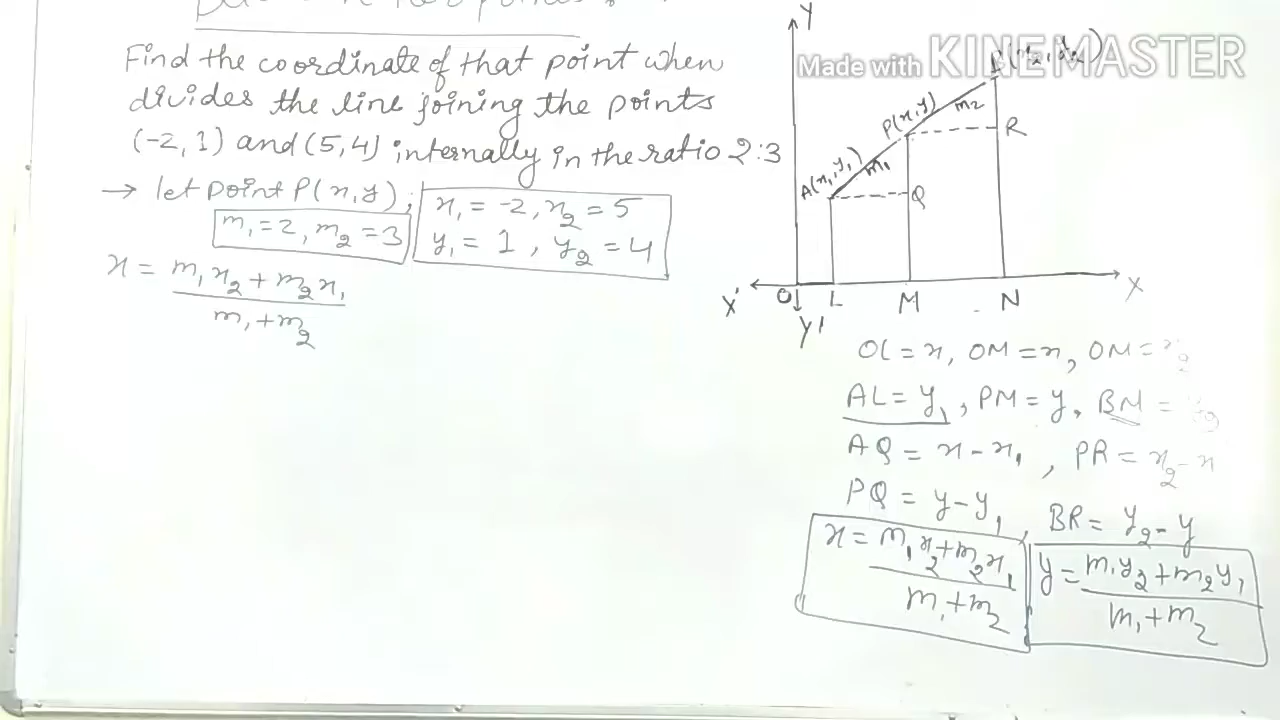 Find the coordinate of that point when
divides the line joining the points
(-2, 1) and (5, 4) internally in the ratio 2:3
→ let point P(x, y);
m₁ = 2, m₂ = 3
x₁ = -2, x₂ = 5
y₁ = 1, y₂ = 4
x = m₁x₂ + m₂x₁
m₁ + m₂
Y
Made with KINEMASTER
P(x, y)
m₂
R
A(x₁, y₁)
m₁
Q
X'
O
L
M
N
X
Y'
OL = x, OM = x, OM = x₂
AL = y₁, PM = y, BM =
AQ = x - x₁, PR = x₂ - x
PQ = y - y₁, BR = y₂ - y
x = m₁x₂ + m₂x₁
m₁ + m₂
y = m₁y₂ + m₂y₁
m₁ + m₂